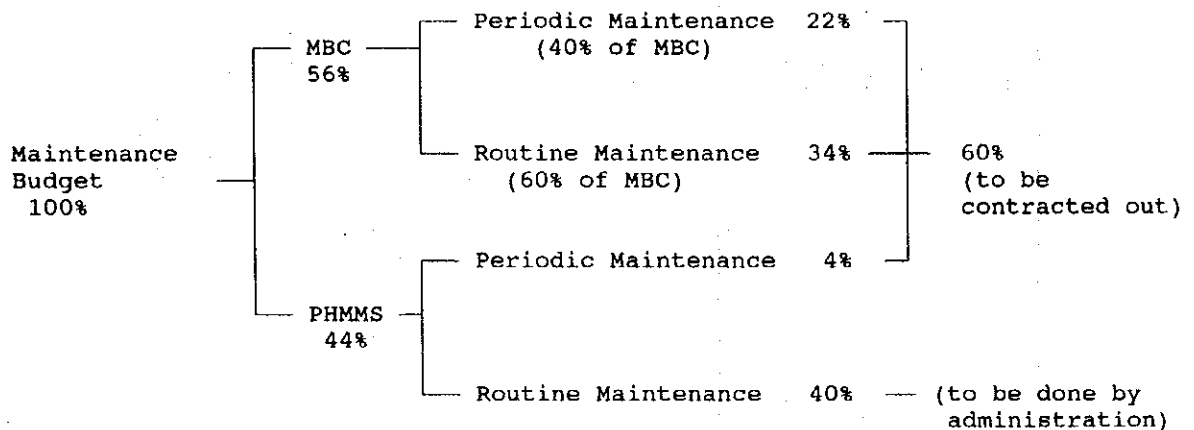 Periodic Maintenance 22%
MBC (40% of MBC)
56%
Maintenance Routine Maintenance 34% 60%
Budget (60% of MBC) (to be
100% contracted out)
Periodic Maintenance 4%
PHMMS
44%
Routine Maintenance 40% (to be done by
administration)